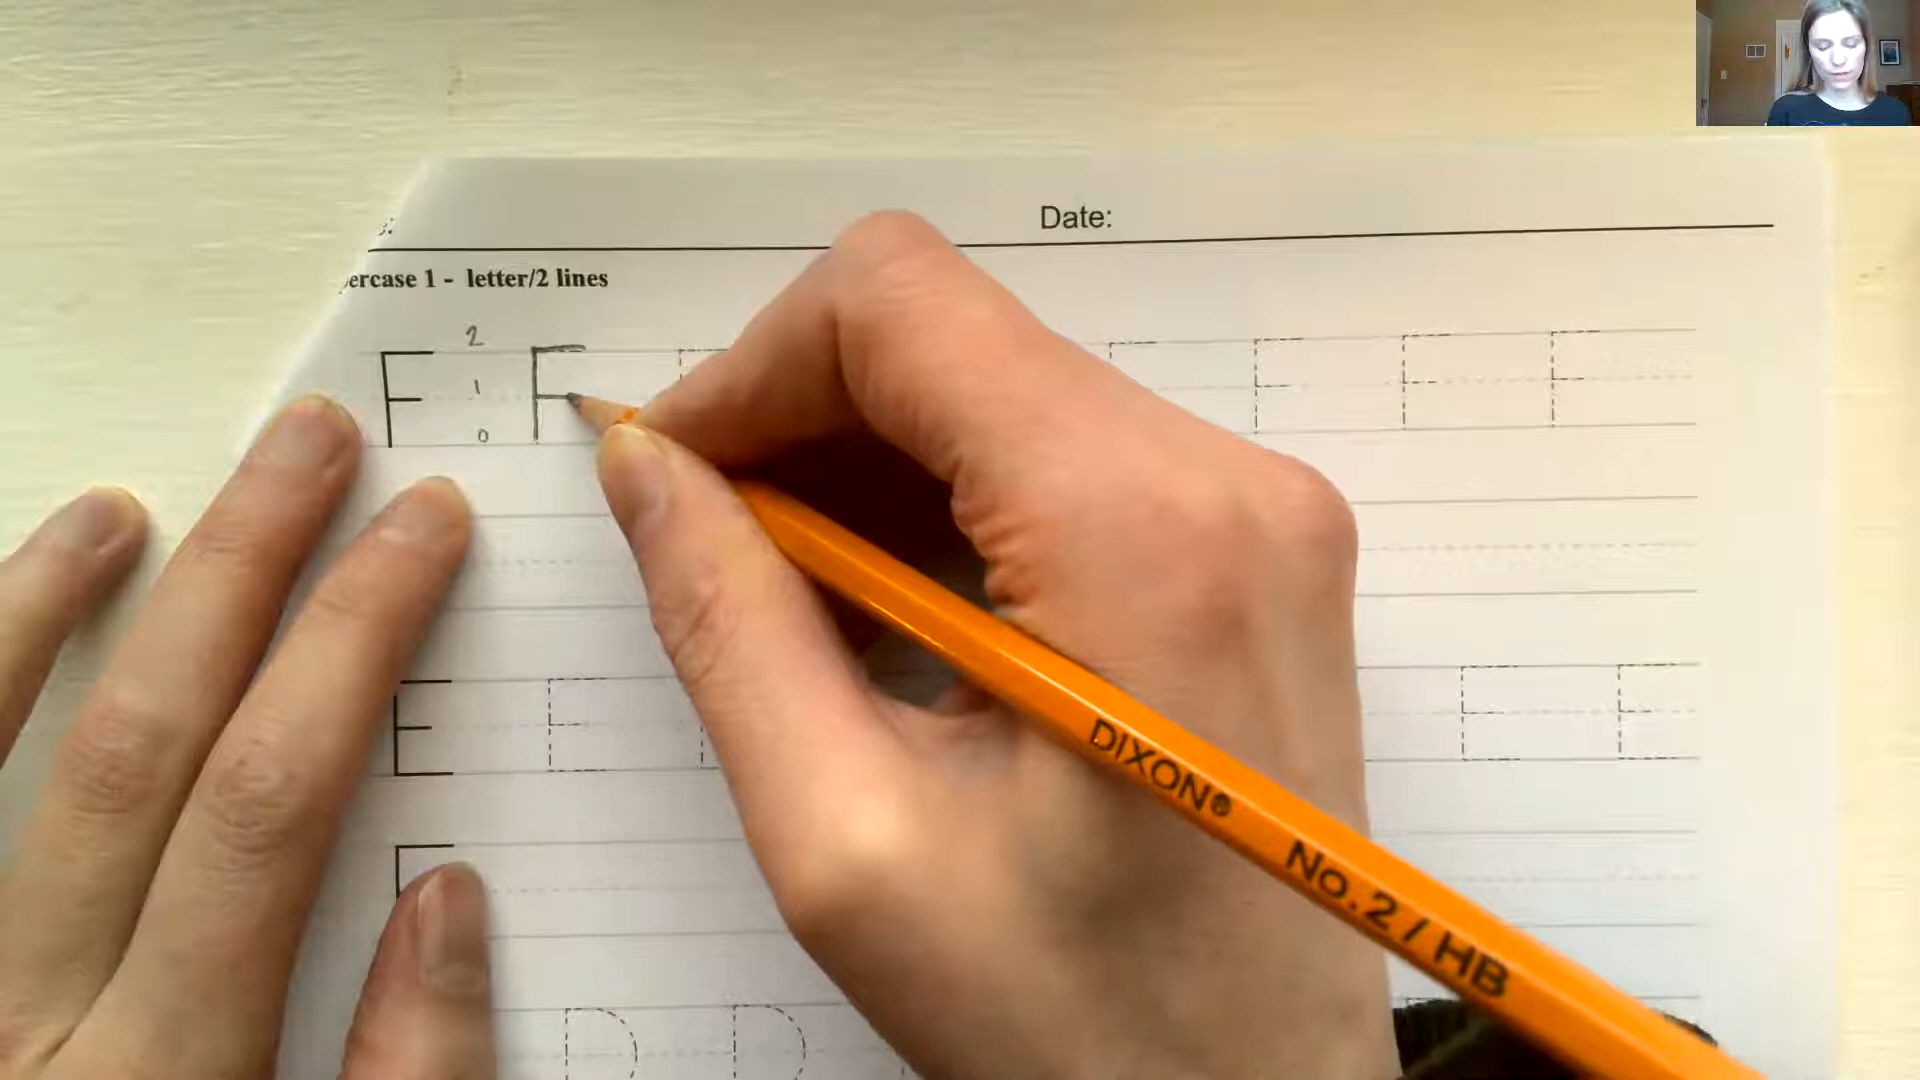 Date:
ercase 1 - letter/2 lines
2
F 1 F F F F F
0
E E E E
DIXON® No.2 / HB